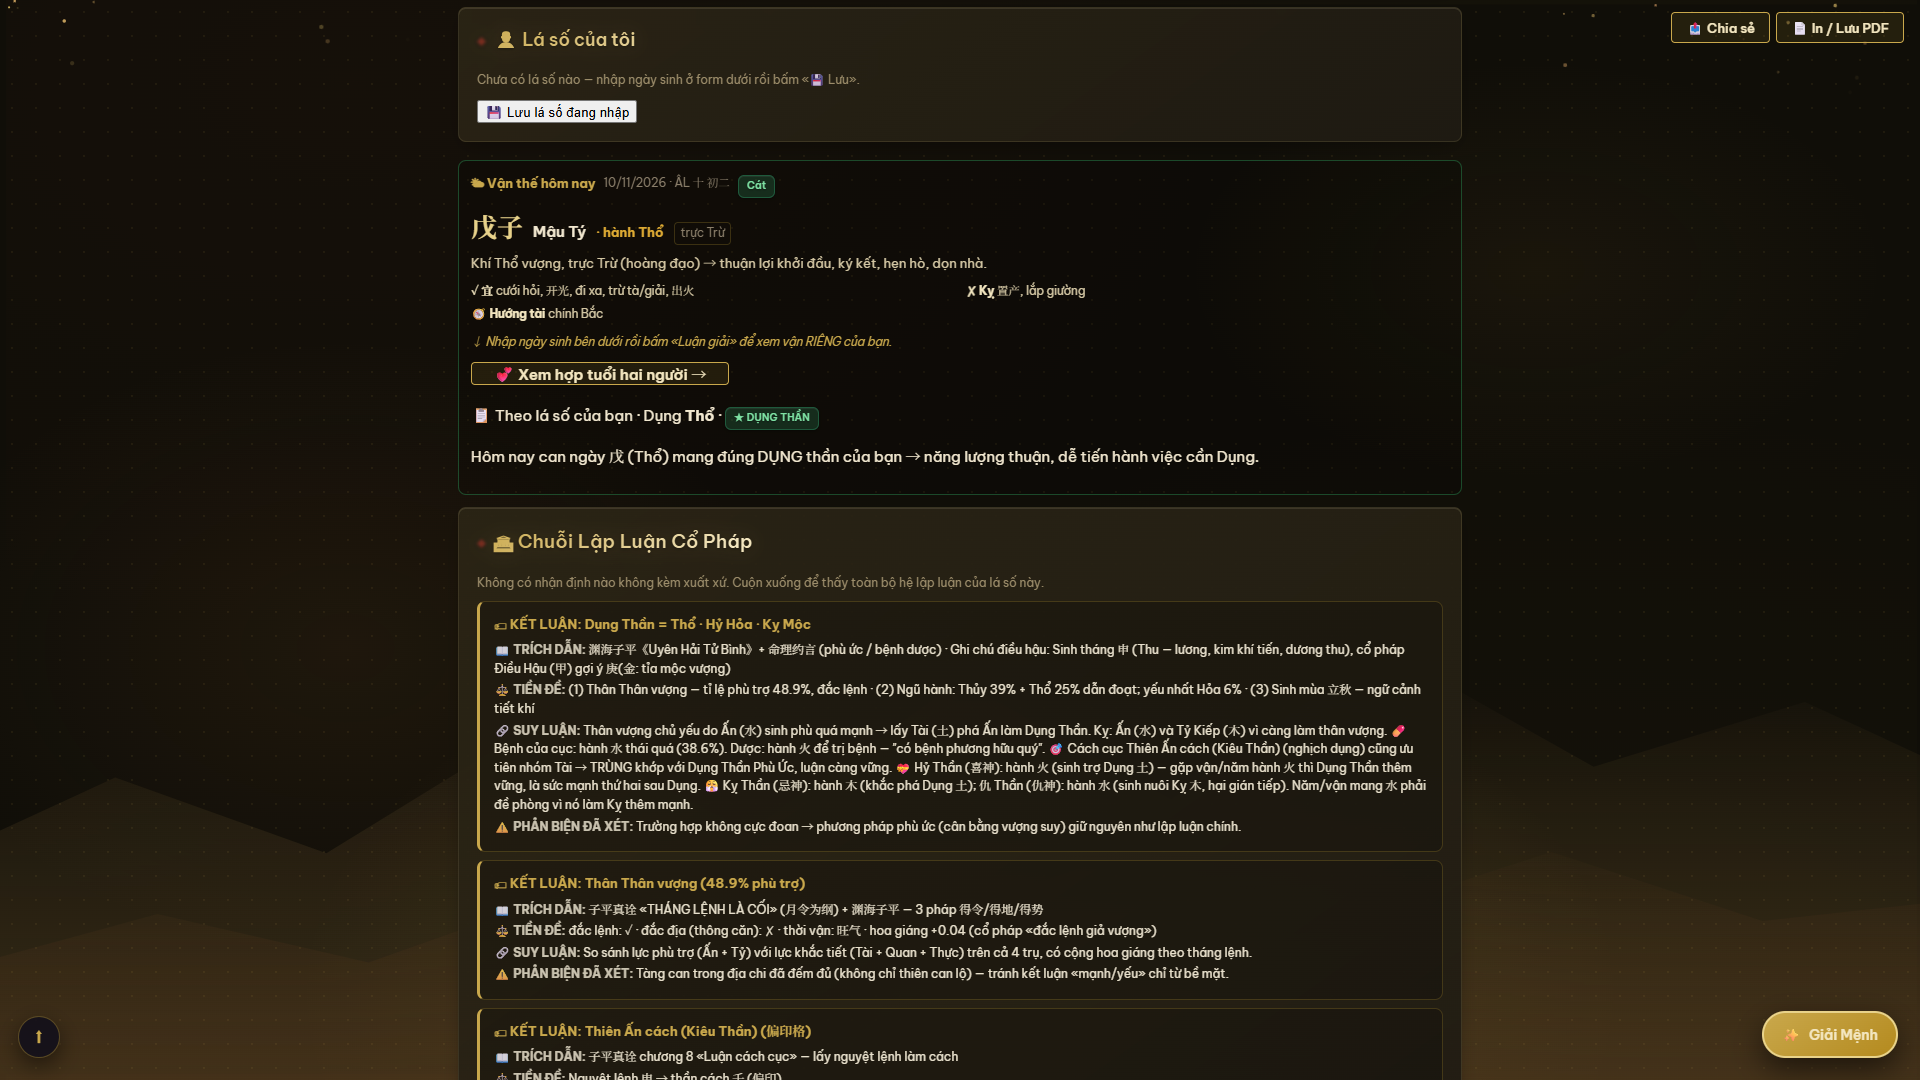 Chia sẻ
In / Lưu PDF
Lá số của tôi
Chưa có lá số nào — nhập ngày sinh ở form dưới rồi bấm «💾 Lưu».
Lưu lá số đang nhập
Vận thế hôm nay 10/11/2026 · ÂL 十 初二 Cát
戊子 Mậu Tý · hành Thổ trực Trừ
Khí Thổ vượng, trực Trừ (hoàng đạo) → thuận lợi khởi đầu, ký kết, hẹn hò, dọn nhà.
✓ 宜 cưới hỏi, 开光, đi xa, trừ tà/giải, 出火
✗ Kỵ 置产, lắp giường
Hướng tài chính Bắc
↓ Nhập ngày sinh bên dưới rồi bấm «Luận giải» để xem vận RIÊNG của bạn.
Xem hợp tuổi hai người →
Theo lá số của bạn · Dụng Thổ · ★ DỤNG THẦN
Hôm nay can ngày 戊 (Thổ) mang đúng DỤNG thần của bạn → năng lượng thuận, dễ tiến hành việc cần Dụng.
Chuỗi Lập Luận Cổ Pháp
Không có nhận định nào không kèm xuất xứ. Cuộn xuống để thấy toàn bộ hệ lập luận của lá số này.
KẾT LUẬN: Dụng Thần = Thổ · Hỷ Hỏa · Kỵ Mộc
TRÍCH DẪN: 渊海子平《Uyên Hải Tử Bình》+ 命理约言 (phù ức / bệnh dược) · Ghi chú điều hậu: Sinh tháng 申 (Thu — lương, kim khí tiến, dương thu), cổ pháp
Điều Hậu (甲) gợi ý 庚(金: tỉa mộc vượng)
TIỀN ĐỀ: (1) Thân Thân vượng — tỉ lệ phù trợ 48.9%, đắc lệnh · (2) Ngũ hành: Thủy 39% + Thổ 25% dẫn đoạt; yếu nhất Hỏa 6% · (3) Sinh mùa 立秋 — ngữ cảnh
tiết khí
SUY LUẬN: Thân vượng chủ yếu do Ấn (水) sinh phù quá mạnh → lấy Tài (土) phá Ấn làm Dụng Thần. Kỵ: Ấn (水) và Tỷ Kiếp (木) vì càng làm thân vượng. 💊
Bệnh của cục: hành 水 thái quá (38.6%). Dược: hành 火 để trị bệnh — "có bệnh phương hữu quý". 🎯 Cách cục Thiên Ấn cách (Kiêu Thần) (nghịch dụng) cũng ưu
tiên nhóm Tài → TRÙNG khớp với Dụng Thần Phù Ức, luận càng vững. 💝 Hỷ Thần (喜神): hành 火 (sinh trợ Dụng 土) — gặp vận/năm hành 火 thì Dụng Thần thêm
vững, là sức mạnh thứ hai sau Dụng. Kỵ Thần (忌神): hành 木 (khắc phá Dụng 土); 仇 Thần (仇神): hành 水 (sinh nuôi Kỵ 木, hại gián tiếp). Năm/vận mang 水 phải
đề phòng vì nó làm Kỵ thêm mạnh.
PHẢN BIỆN ĐÃ XÉT: Trường hợp không cực đoan → phương pháp phù ức (cân bằng vượng suy) giữ nguyên như lập luận chính.
KẾT LUẬN: Thân Thân vượng (48.9% phù trợ)
TRÍCH DẪN: 子平真诠 «THÁNG LỆNH LÀ CỐI» (月令为纲) + 渊海子平 — 3 pháp 得令/得地/得势
TIỀN ĐỀ: đắc lệnh: ✓ · đắc địa (thông căn): ✗ · thời vận: 旺气 · hoa giáng +0.04 (cổ pháp «đắc lệnh giả vượng»)
SUY LUẬN: So sánh lực phù trợ (Ấn + Tỷ) với lực khắc tiết (Tài + Quan + Thực) trên cả 4 trụ, có cộng hoa giáng theo tháng lệnh.
PHẢN BIỆN ĐÃ XÉT: Tàng can trong địa chi đã đếm đủ (không chỉ thiên can lộ) — tránh kết luận «mạnh/yếu» chỉ từ bề mặt.
KẾT LUẬN: Thiên Ấn cách (Kiêu Thần) (偏印格)
TRÍCH DẪN: 子平真诠 chương 8 «Luận cách cục» — lấy nguyệt lệnh làm cách
TIỀN ĐỀ: Nguyệt lệnh 申 → thần cách 壬 (偏印)
Giải Mệnh